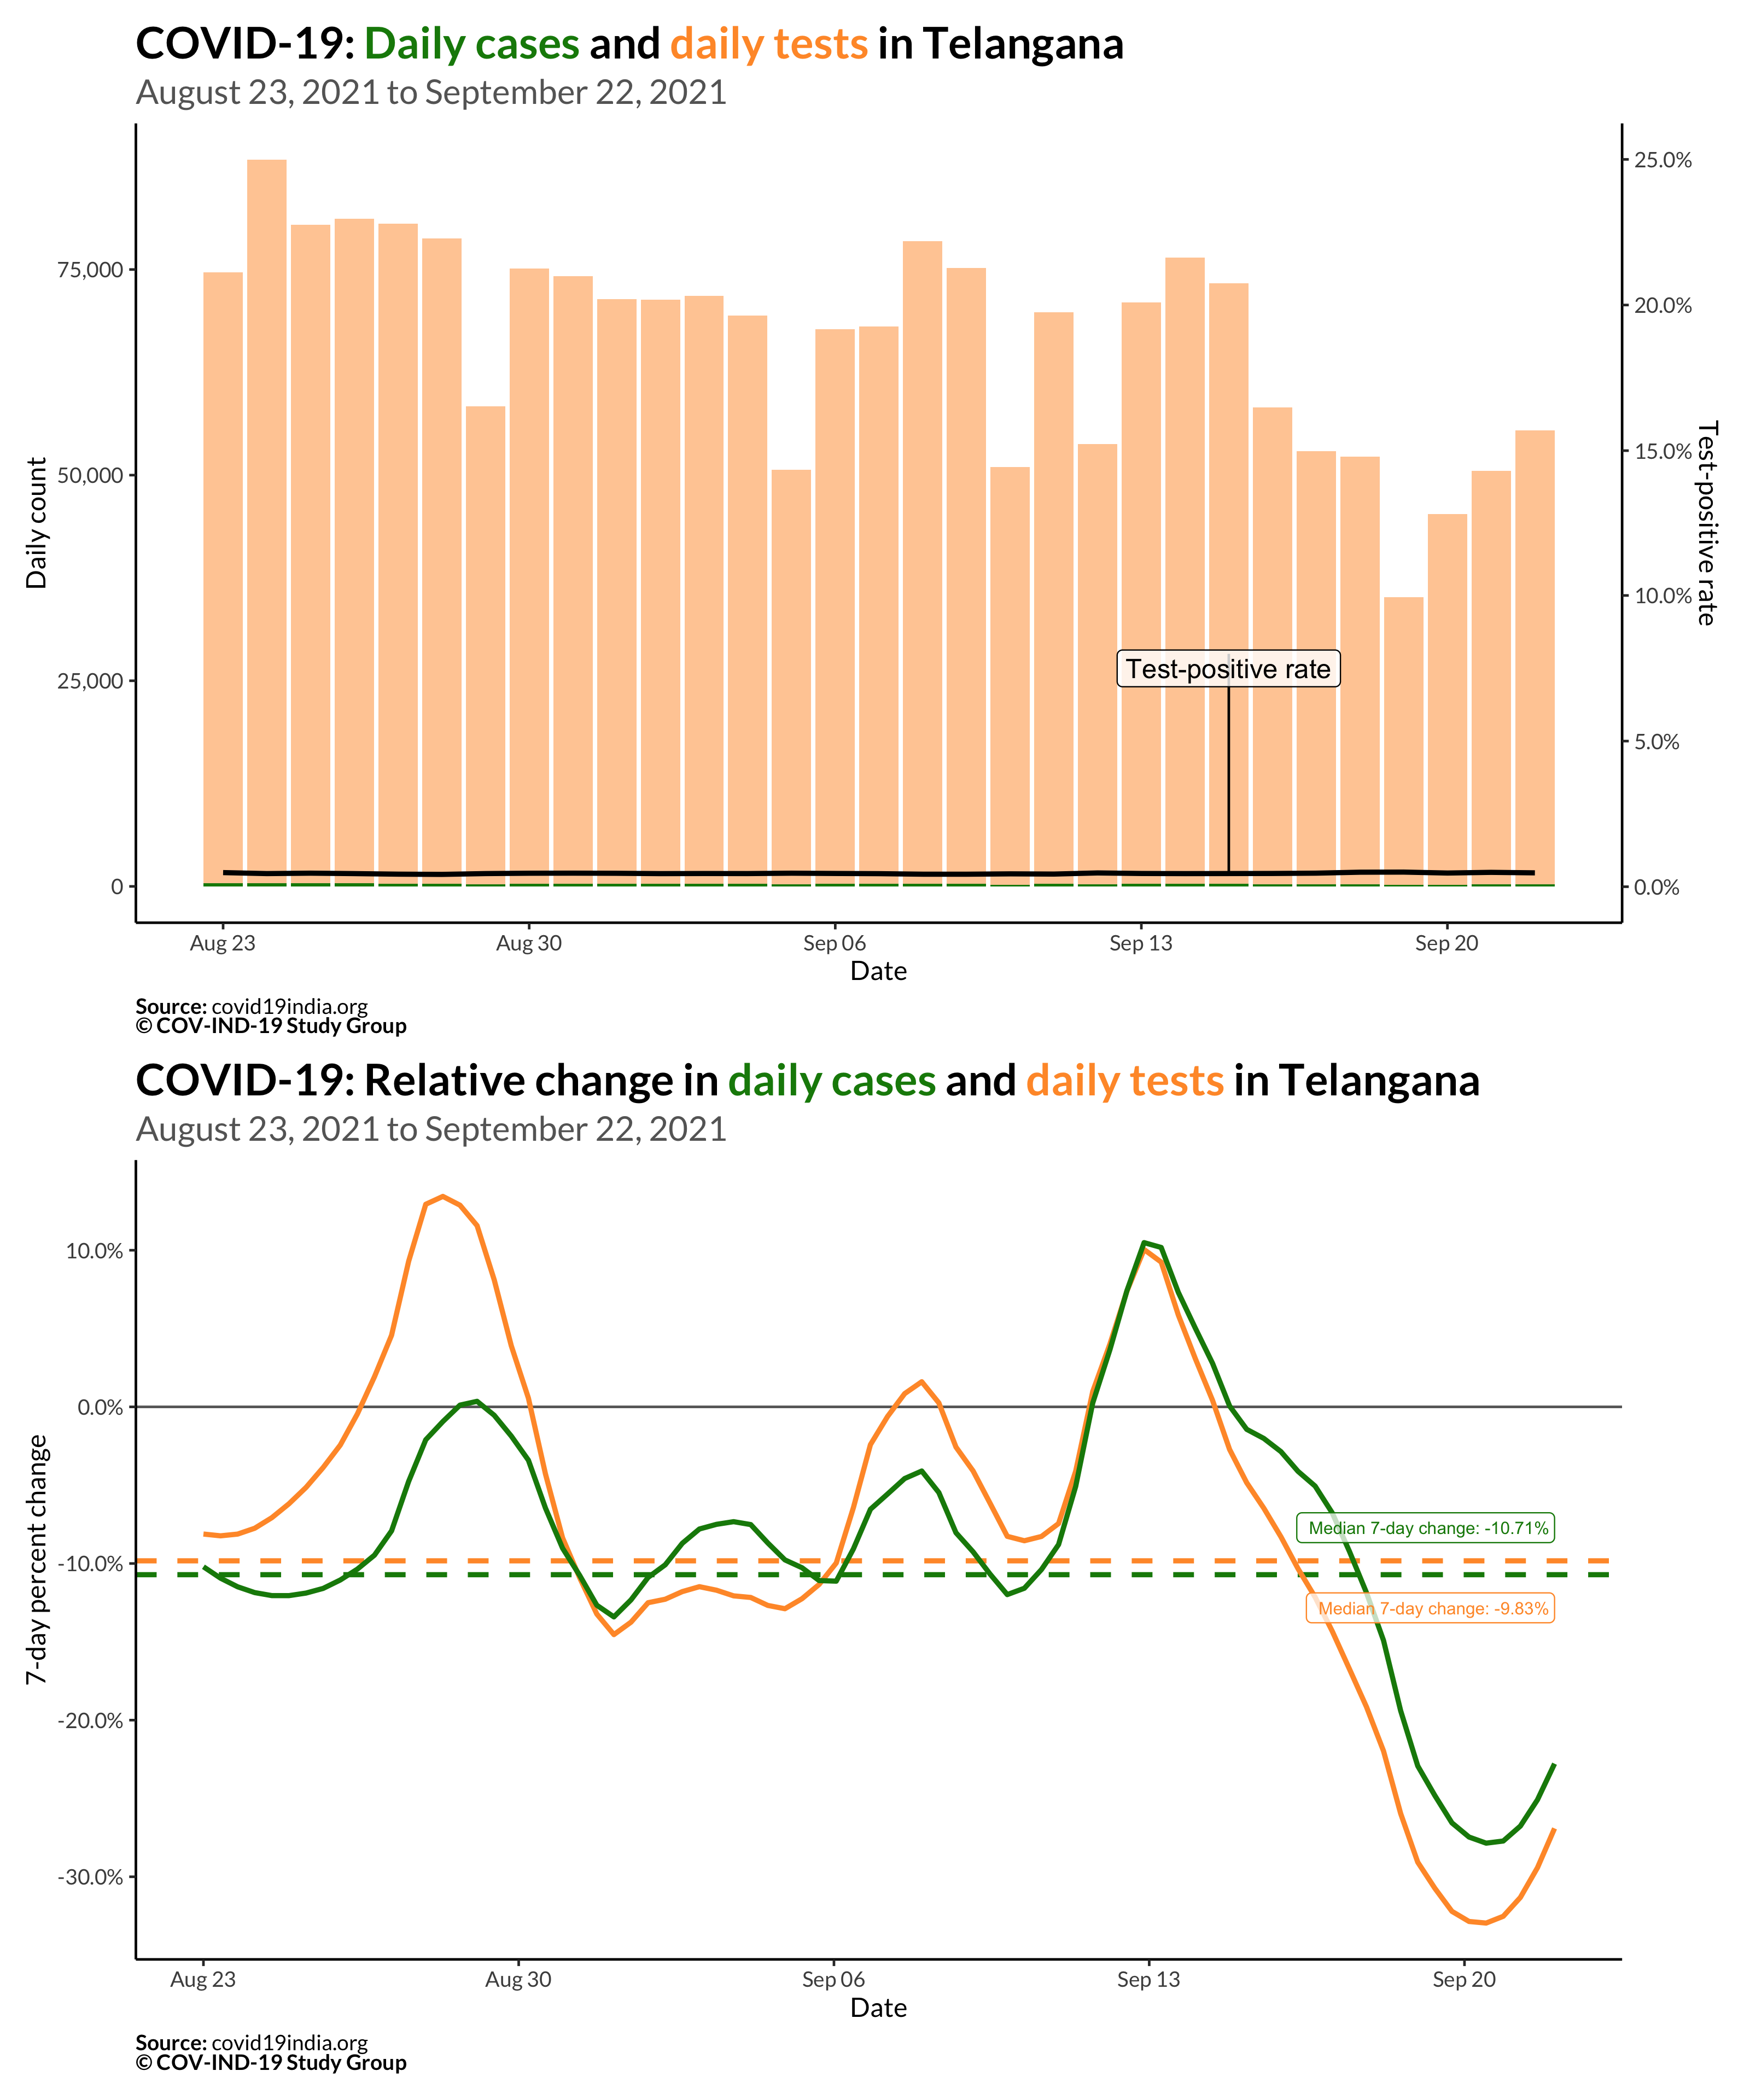 COVID-19: Daily cases and daily tests in Telangana
August 23, 2021 to September 22, 2021
25.0%
75,000
20.0%
15.0%
50,000
Daily count
Test-positive rate
10.0%
Test-positive rate
25,000
5.0%
0
0.0%
Aug 23
Aug 30
Sep 06
Sep 13
Sep 20
Date
Source: covid19india.org
© COV-IND-19 Study Group
COVID-19: Relative change in daily cases and daily tests in Telangana
August 23, 2021 to September 22, 2021
10.0%
0.0%
7-day percent change
Median 7-day change: -10.71%
-10.0%
Median 7-day change: -9.83%
-20.0%
-30.0%
Aug 23
Aug 30
Sep 06
Sep 13
Sep 20
Date
Source: covid19india.org
© COV-IND-19 Study Group